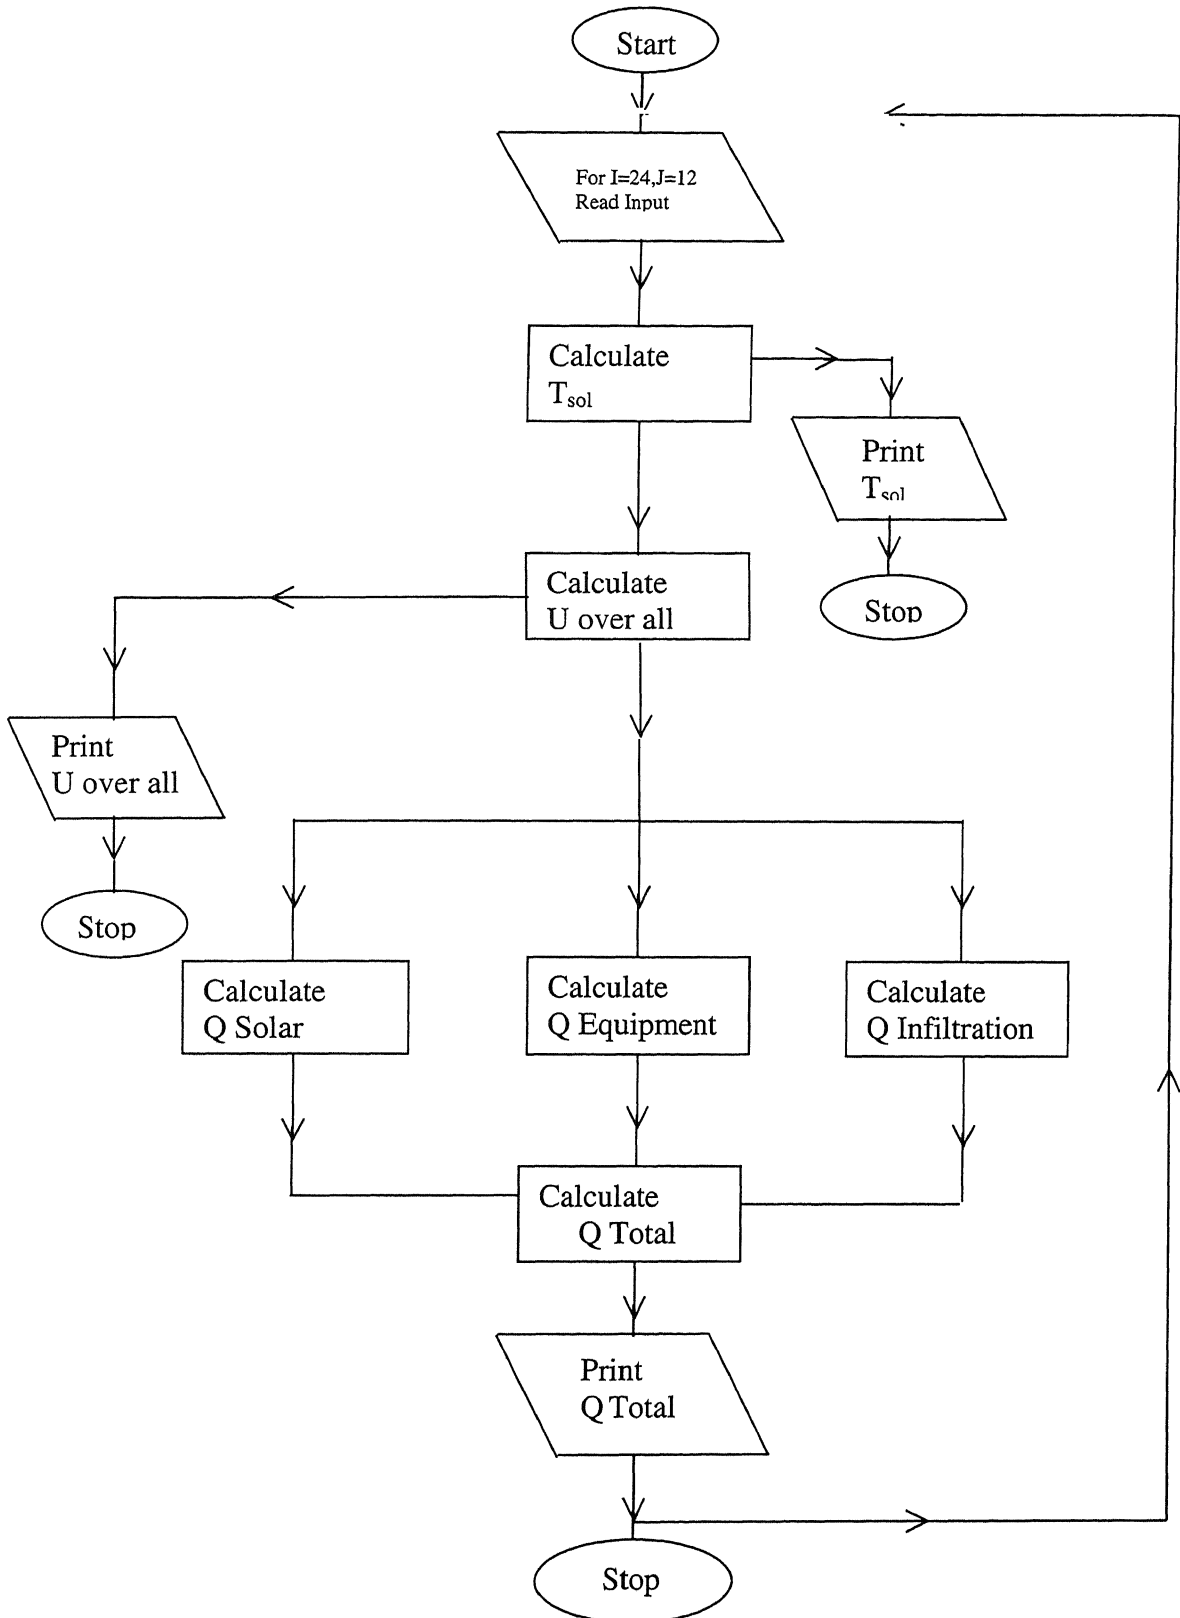 Start
For I=24,J=12
Read Input
Calculate
Tsol
Print
Tsol
Calculate
U over all
Stop
Print
U over all
Stop
Calculate
Q Solar
Calculate
Q Equipment
Calculate
Q Infiltration
Calculate
Q Total
Print
Q Total
Stop